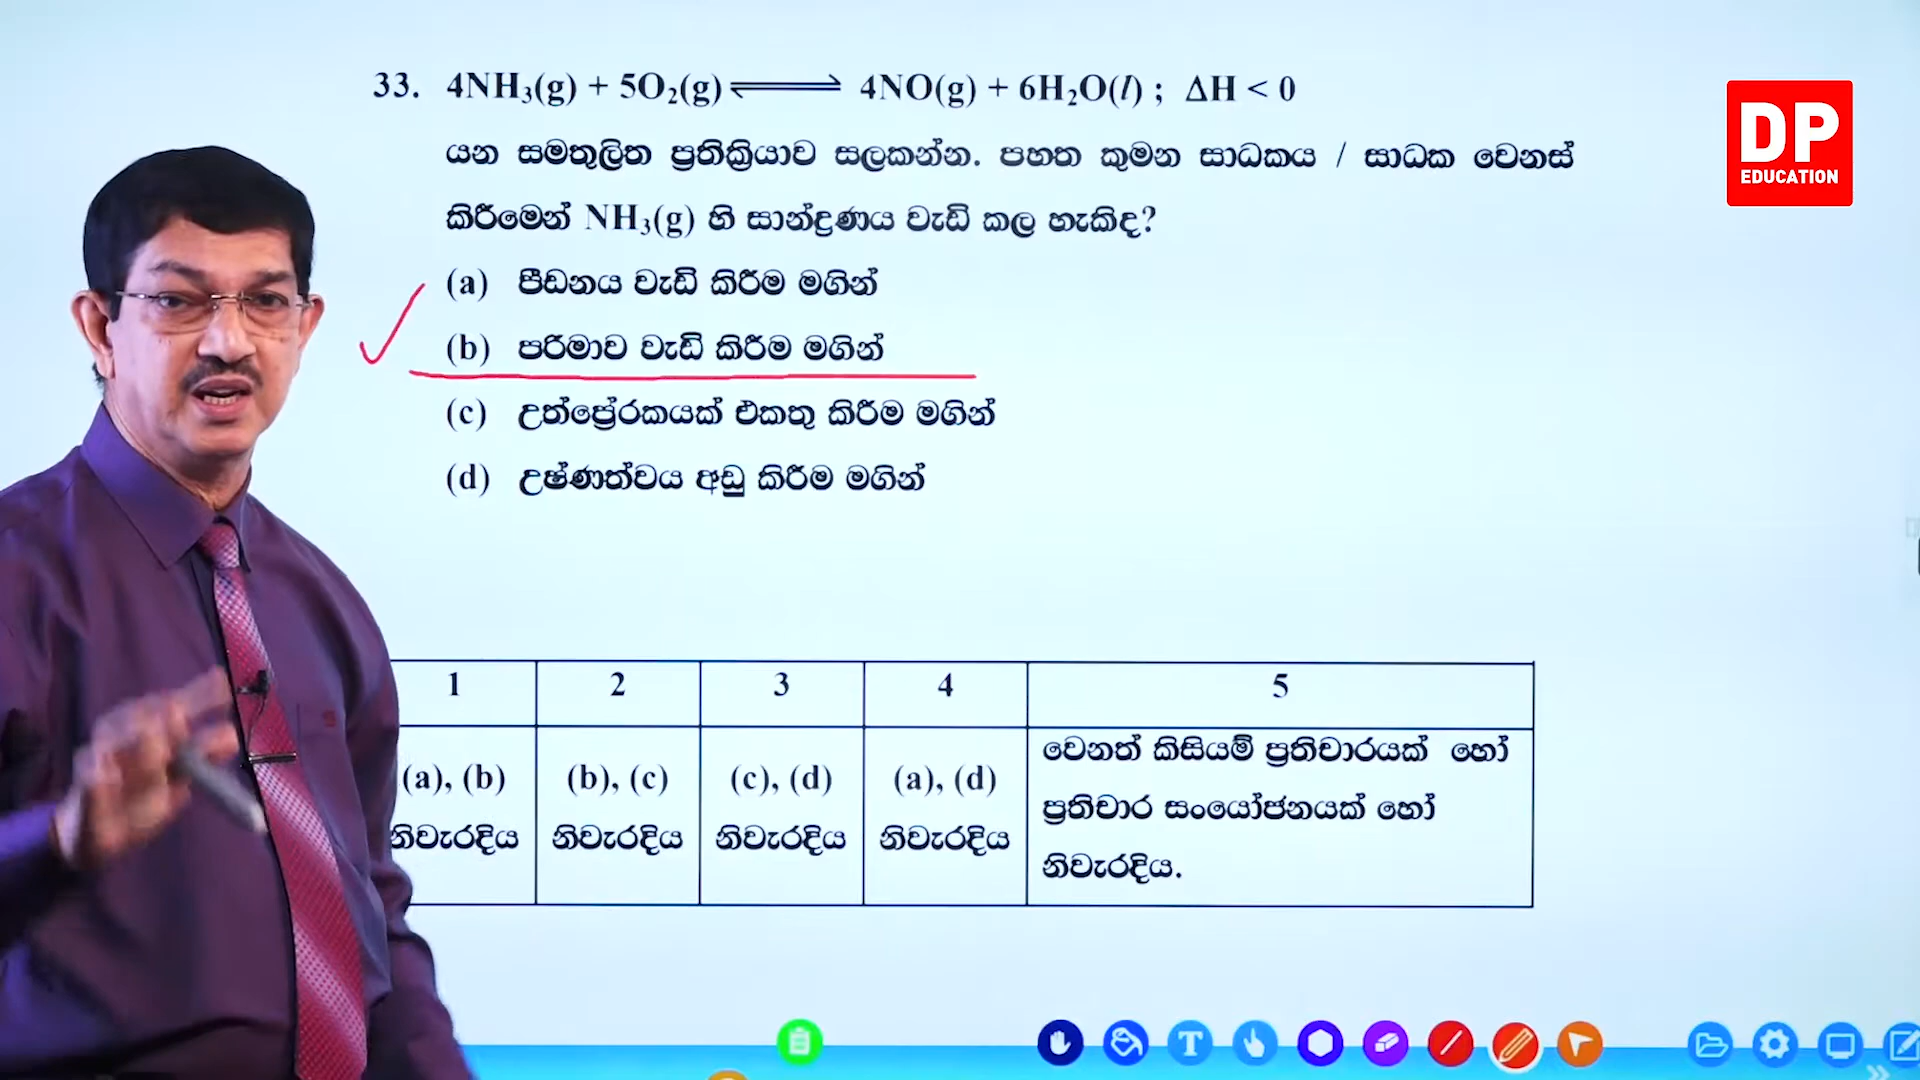 33. 4NH₃(g) + 5O₂(g) ⇌ 4NO(g) + 6H₂O(l) ; ΔH < 0
යන සමතුලිත ප්‍රතික්‍රියාව සලකන්න. පහත කුමන සාධකය / සාධක වෙනස්
කිරීමෙන් NH₃(g) හි සාන්ද්‍රණය වැඩි කල හැකිද?
(a) පීඩනය වැඩි කිරීම මගින්
(b) පරිමාව වැඩි කිරීම මගින්
(c) උත්ප්‍රේරකයක් එකතු කිරීම මගින්
(d) උෂ්ණත්වය අඩු කිරීම මගින්
DP
EDUCATION
1 2 3 4 5
(a), (b) නිවැරදිය
(b), (c) නිවැරදිය
(c), (d) නිවැරදිය
(a), (d) නිවැරදිය
වෙනත් කිසියම් ප්‍රතිචාරයක් හෝ
ප්‍රතිචාර සංයෝජනයක් හෝ
නිවැරදිය.